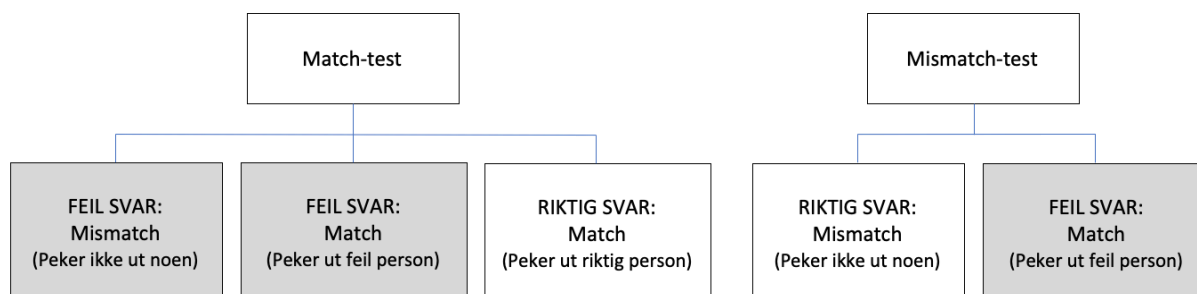 Match-test
Mismatch-test
FEIL SVAR:
Mismatch
(Peker ikke ut noen)
FEIL SVAR:
Match
(Peker ut feil person)
RIKTIG SVAR:
Match
(Peker ut riktig person)
RIKTIG SVAR:
Mismatch
(Peker ikke ut noen)
FEIL SVAR:
Match
(Peker ut feil person)